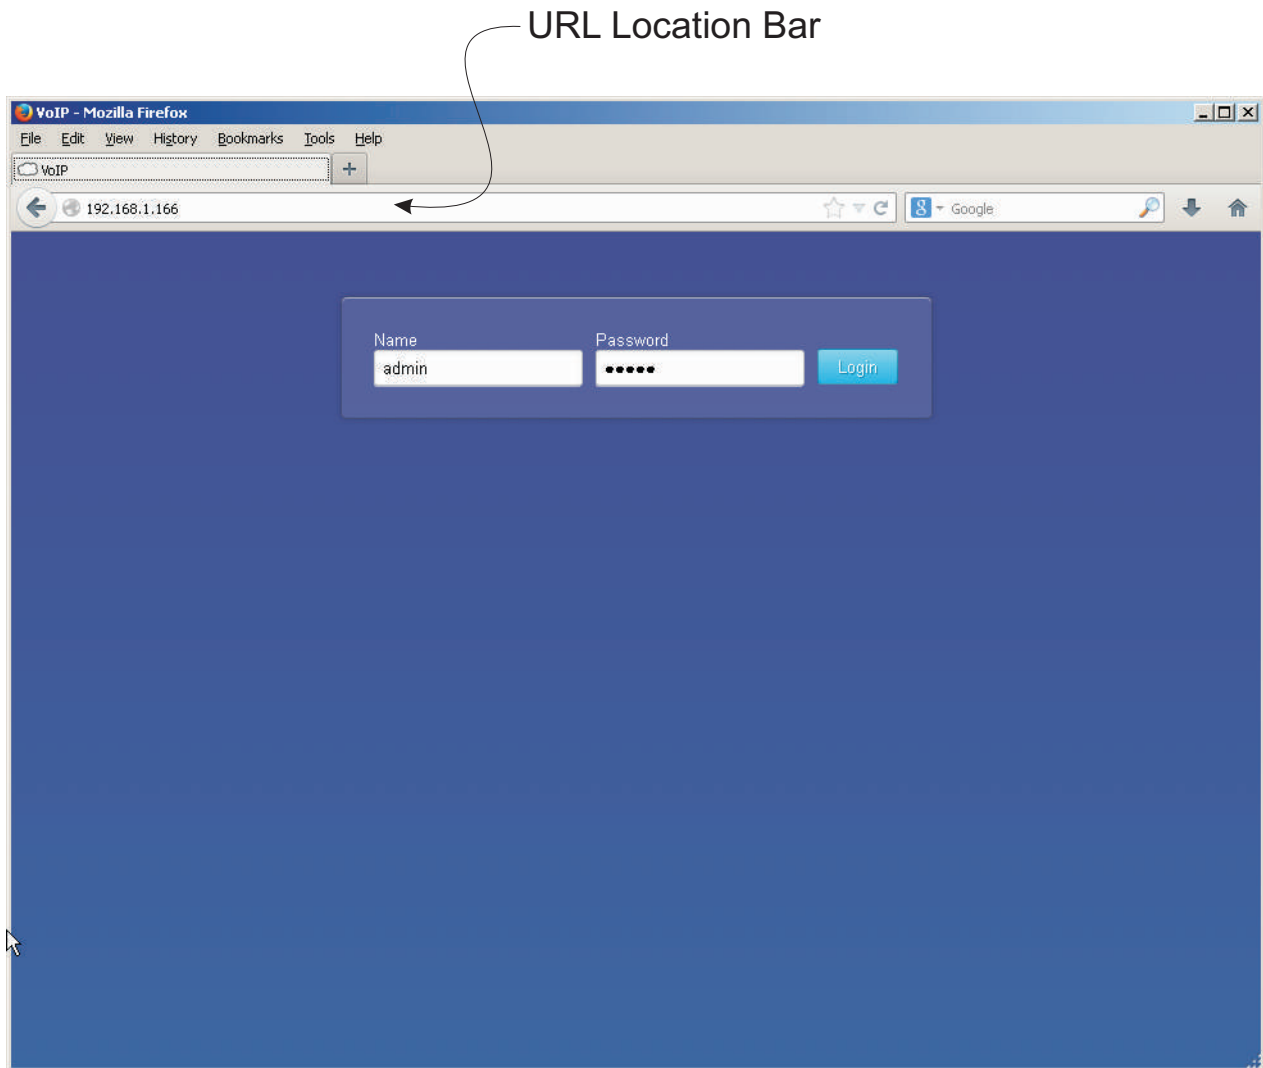 URL Location Bar
VoIP - Mozilla Firefox
File Edit View History Bookmarks Tools Help
VoIP
192.168.1.166
8 Google
Name Password
admin ●●●●● Login